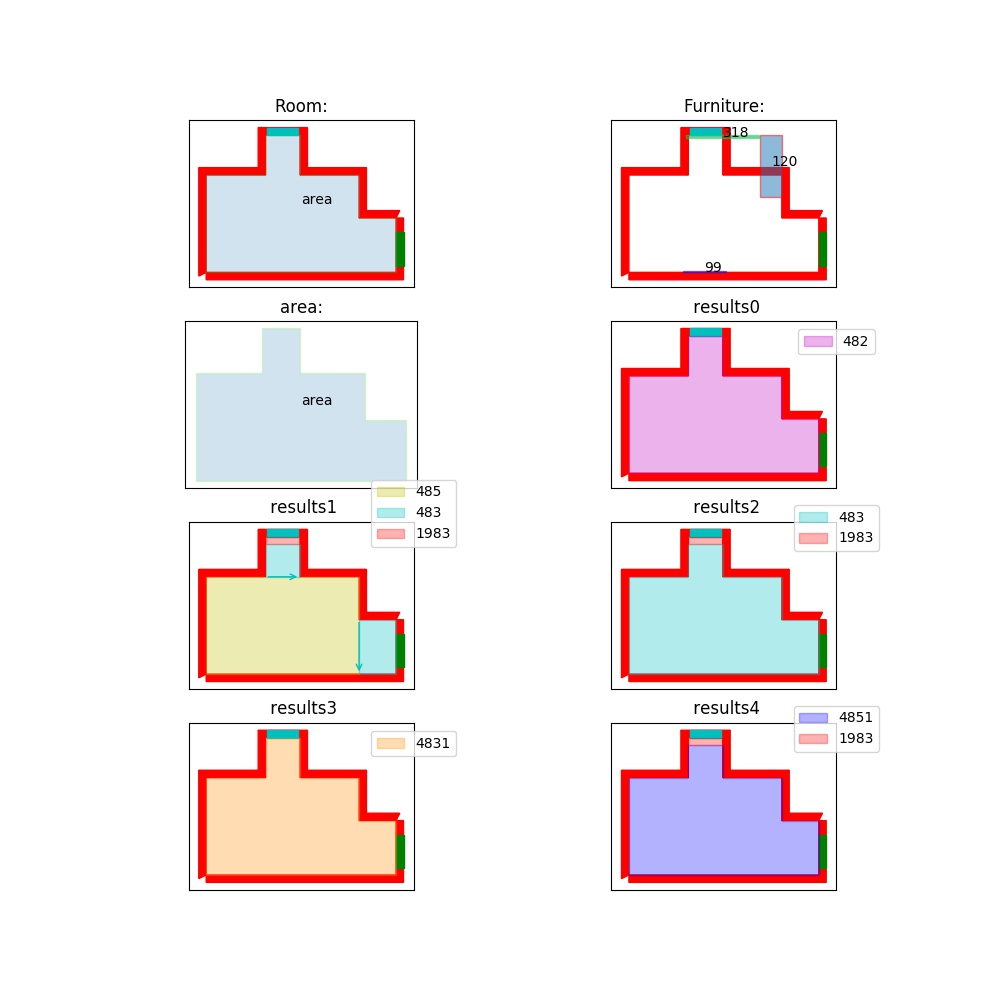 Room:
area
Furniture:
318
120
99
area:
area
results0
482
results1
485
483
1983
results2
483
1983
results3
4831
results4
4851
1983